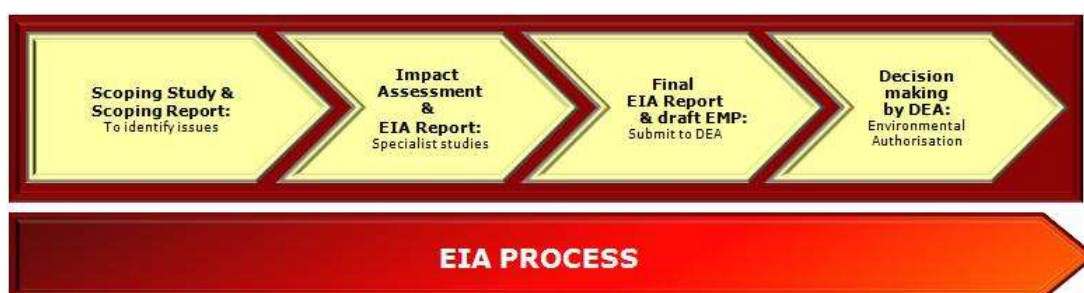 Scoping Study &
Scoping Report:
To identify issues
Impact
Assessment
&
EIA Report:
Specialist studies
Final
EIA Report
& draft EMP:
Submit to DEA
Decision
making
by DEA:
Environmental
Authorisation
EIA PROCESS